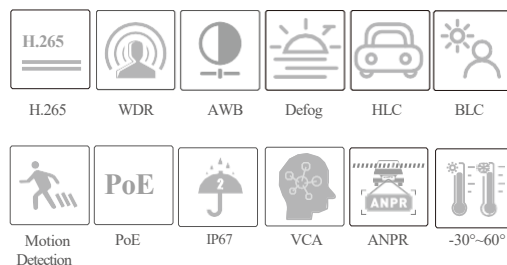 H.265
H.265 WDR AWB Defog HLC BLC
PoE 2 ANPR
Motion Detection PoE IP67 VCA ANPR -30°~60°